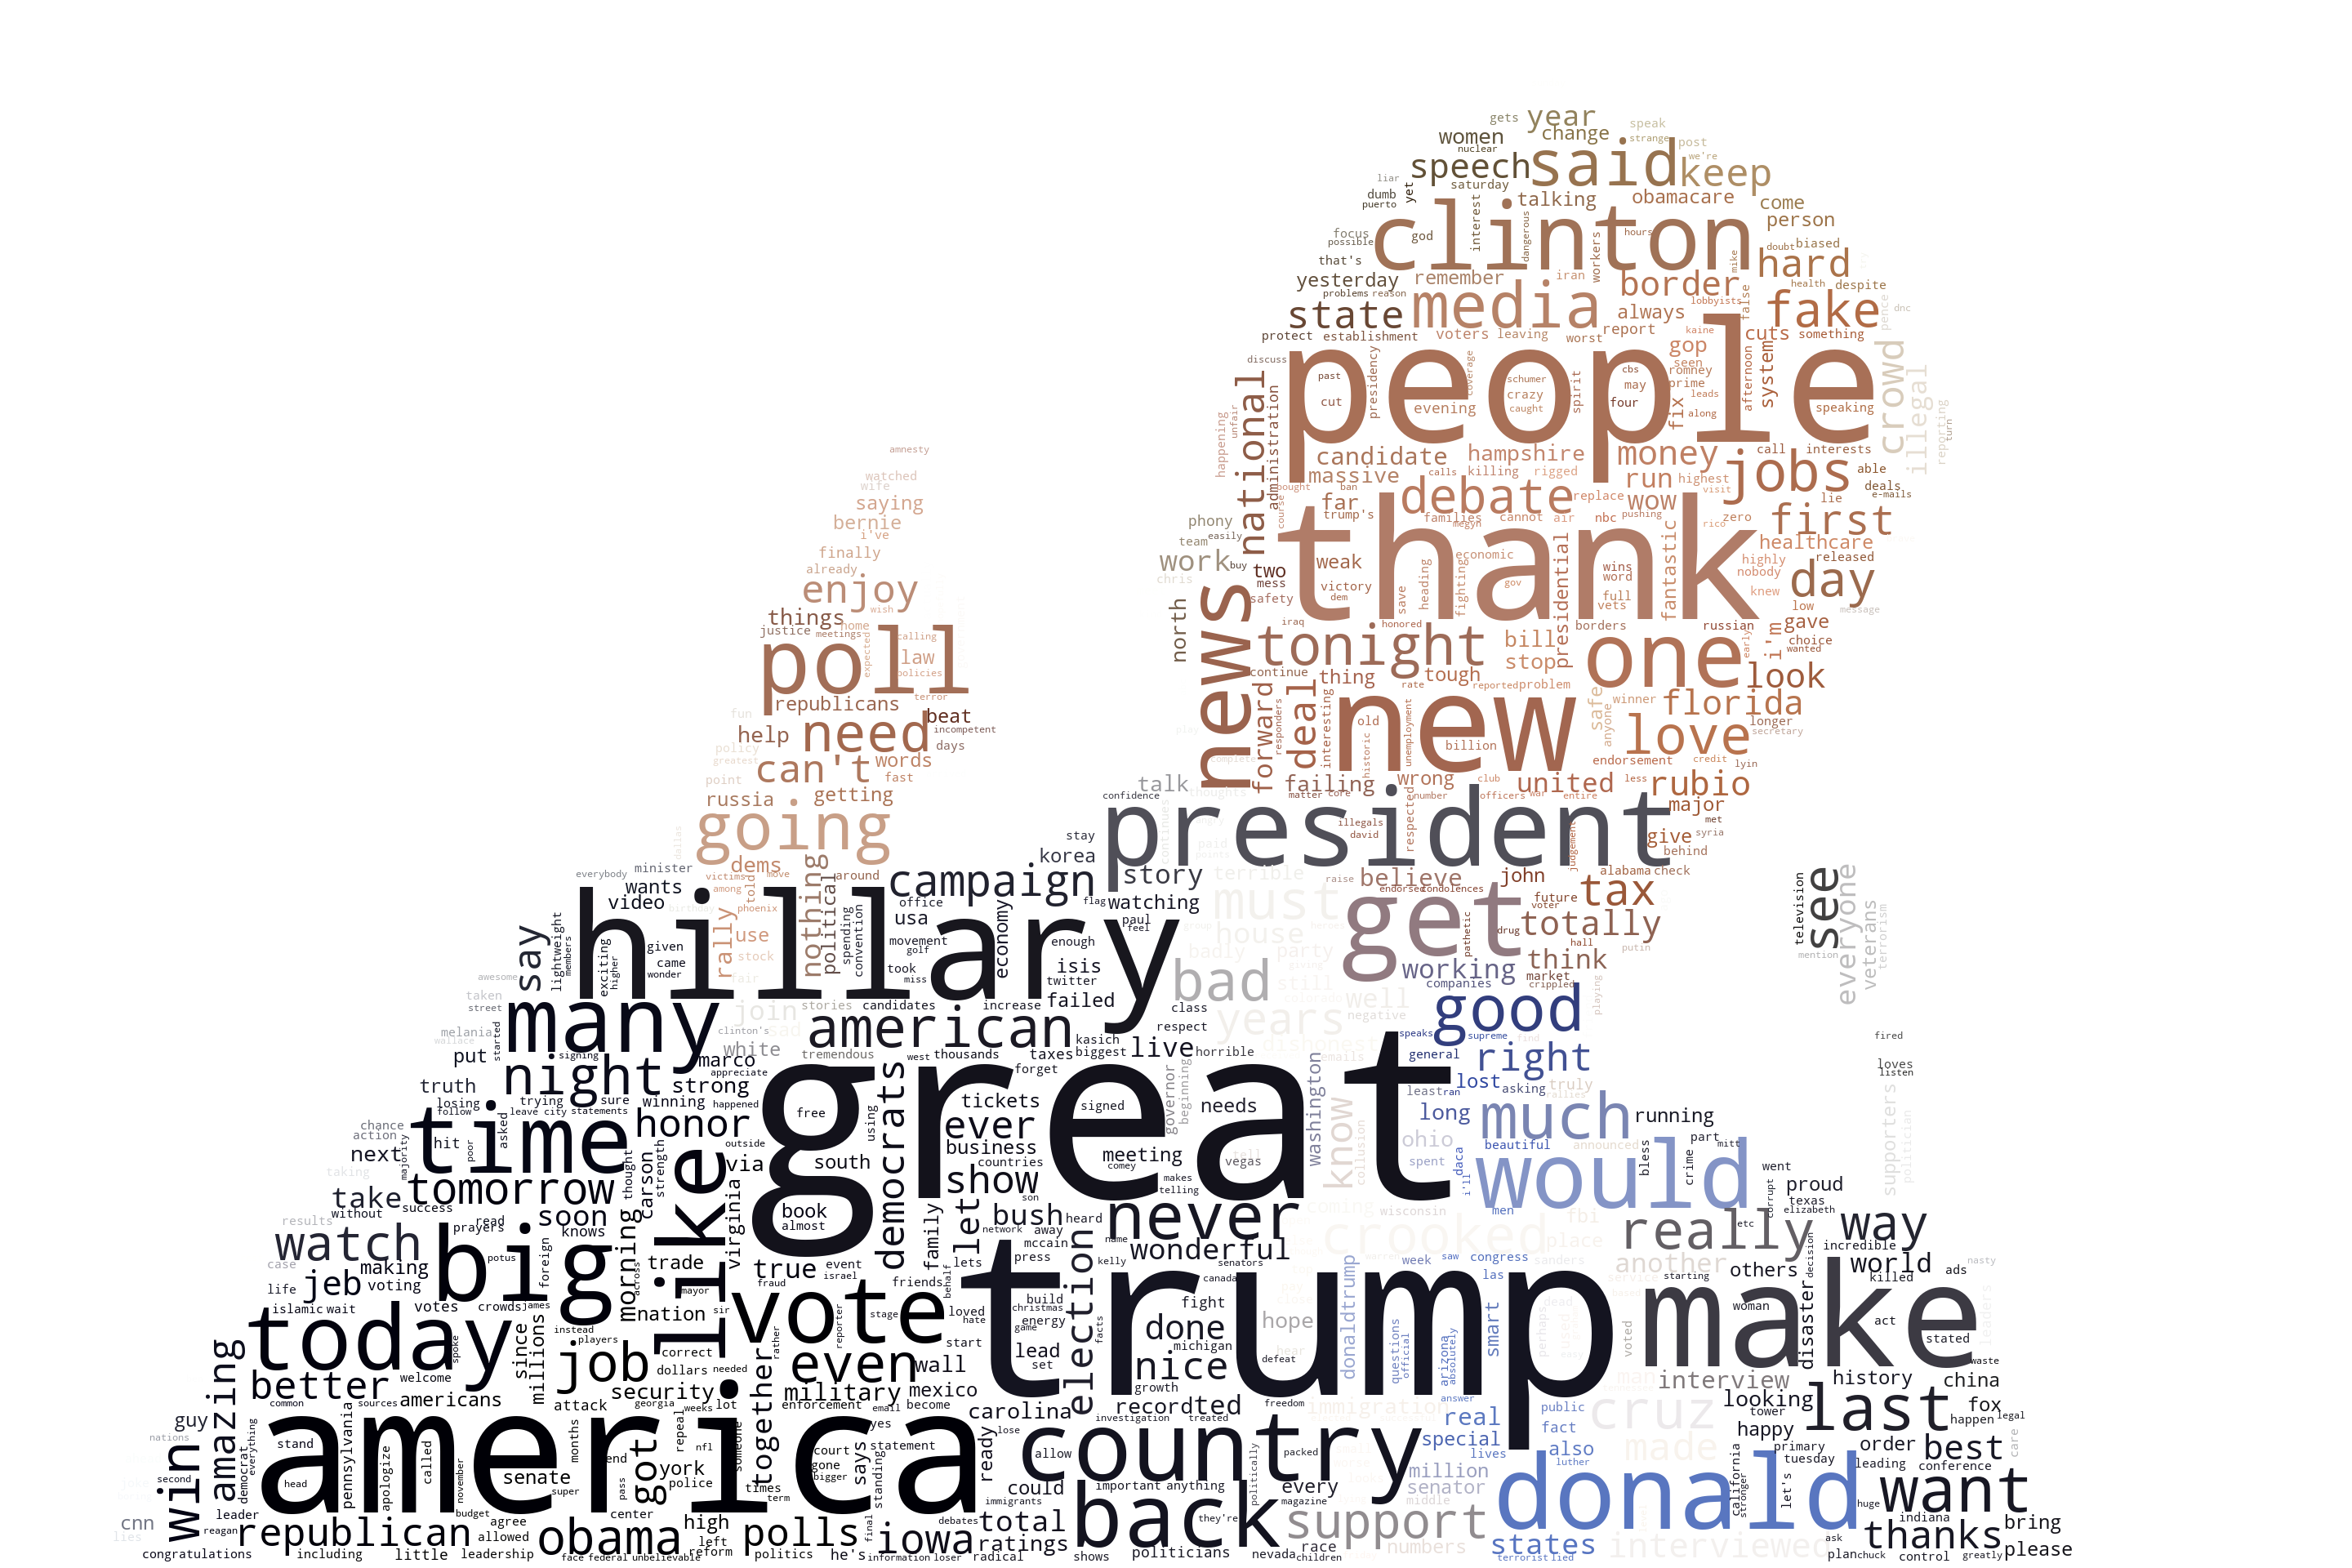 gets year speak
women change strange post
nuclear we're
speech said keep
liar saturday
dumb yet puerto
talking obamacare come
interest person
clinton
focus possible god dangerous hours workers
that's mike doubt biased
hard
yesterday remember iran border
problems reason lobbyists health despite
state media always false fake pence dnc
protect establishment voters leaving report worst kaine cuts something
discuss people gop crowd
past presidency coverage schumer cbs romney seen system afternoon
cut evening crazy caught spirit may four prime leads along fix speaking
national administration illegal reporting turn
happening unfair
candidate hampshire money call interests
amnesty
massive calls killing rigged run highest jobs able
watched wife
bought ban far debate replace wow visit deals e-mails lie
saying
bernie
i've
phony easily team course trump's families megyn cannot air nbc pushing rico zero first
finally
work buy two weak economic presidential fantastic healthcare
thank
highly released nobody
already
chris mess victory heading fighting gov wins word day
enjoy
safety dem save full vets knew low message
wish
things
news north iraq honored borders russian early i'm gave choice wanted
justice meetings home calling
tonight bill stop one look
poll expected law policies
continue thing tough rate reported problem
republicans terror
forward deal new safe winner florida
fun beat incompetent
responders interesting old historic unemployment billion anyone love longer secretary
help need days
play complete
policy greatest can't words
endorsement credit lyin
point fast
talk thoughts failing wrong club united less rubio
russia getting
confidence matter core number officers war entire
going
dallas
president major met
stay continues illegals david respected give syria
paid points judgement behind
dems
korea
everybody minister victims move around
campaign story terrible raise believe john tax alabama check
wants among told nothing
endorsed condolences
see television everyone veterans terrorism mention
video birthday phoenix political office flag watching must get future voter
say lightweight members exciting higher given came wonder rally use stock spending convention usa movement golf took miss economy
hillary
paul feel enough isis twitter
group house heroes badly party giving
pathetic drug totally hall putin
think
awesome fair
bad working market crippled companies playing
taken street
many join stories candidates increase failed class still colorado well negative good
melania wallace started clinton's sad american respect years
put signing white tremendous west thousands taxes kasich biggest live horrible dishonest emails speaks supreme find
fired
night marco appreciate forget general right
loves listen
truth strong democrats great governor beginning washington least ran lost asking truly rallies
losing follow trying leave city sure statements winning happened free using tickets signed needs
supporters politician
chance action time asked honor ever long much running
next majority hit poor outside business
know collusion ohio beautiful announced bless part mitt crime
taking strength via south countries meeting comey vegas tell spent daca i'll
take tomorrow thought carson like show makes telling would went proud
without success virginia book son men corrupt texas elizabeth
results read prayers soon almost bush heard never coming wisconsin fbi
watch big knows family let network away name crooked place really etc way
case potus foreign morning trade true event israel lets mccain press wonderful kelly senators warren week saw congress sanders incredible
making
life jeb voting across fraud friends behalf trump donaldtrump las another others decision world killed nasty
islamic wait votes crowds james nation mayor sir vote stage loved hate build christmas energy game election canada service starting ads leaders
today instead players rather reporter start facts fight hope smart dead based woman make
spoke since millions correct done michigan questions official arizona absolutely perhaps voted disaster act stated
amazing job dollars needed even wall lead set nice defeat hear man waste
better welcome security together military mexico growth interview history china
common sources americans attack georgia weeks lot enforcement email become carolina recordted freedom immigration answer looking last fox
guy pennsylvania months repeal yes investigation treated real public cruz tower happy happen legal
america
win everything democrat stand apologize called got nfl someone court says statement ready lose country special fact
nations second head senate end york gone bigger standing allow packed lives also made primary tuesday order best care
november super pass police times term could important anything politically every million luther california stronger let's leading conference
cnn leader budget center debates immigrants magazine senator donald huge want
lies reagan republican agree obama high polls final iowa total back they're support middle states interviewed indiana thanks bring
allowed left ratings race numbers ask
congratulations including little leadership face federal unbelievable reform politics he's information loser radical shows politicians nevada children terrorist lied plan chuck control greatly please